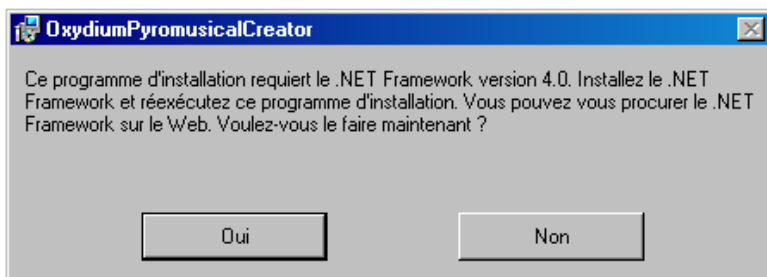 OxydiumPyromusicalCreator
Ce programme d'installation requiert le .NET Framework version 4.0. Installez le .NET
Framework et réexécutez ce programme d'installation. Vous pouvez vous procurer le .NET
Framework sur le Web. Voulez-vous le faire maintenant ?
Oui
Non